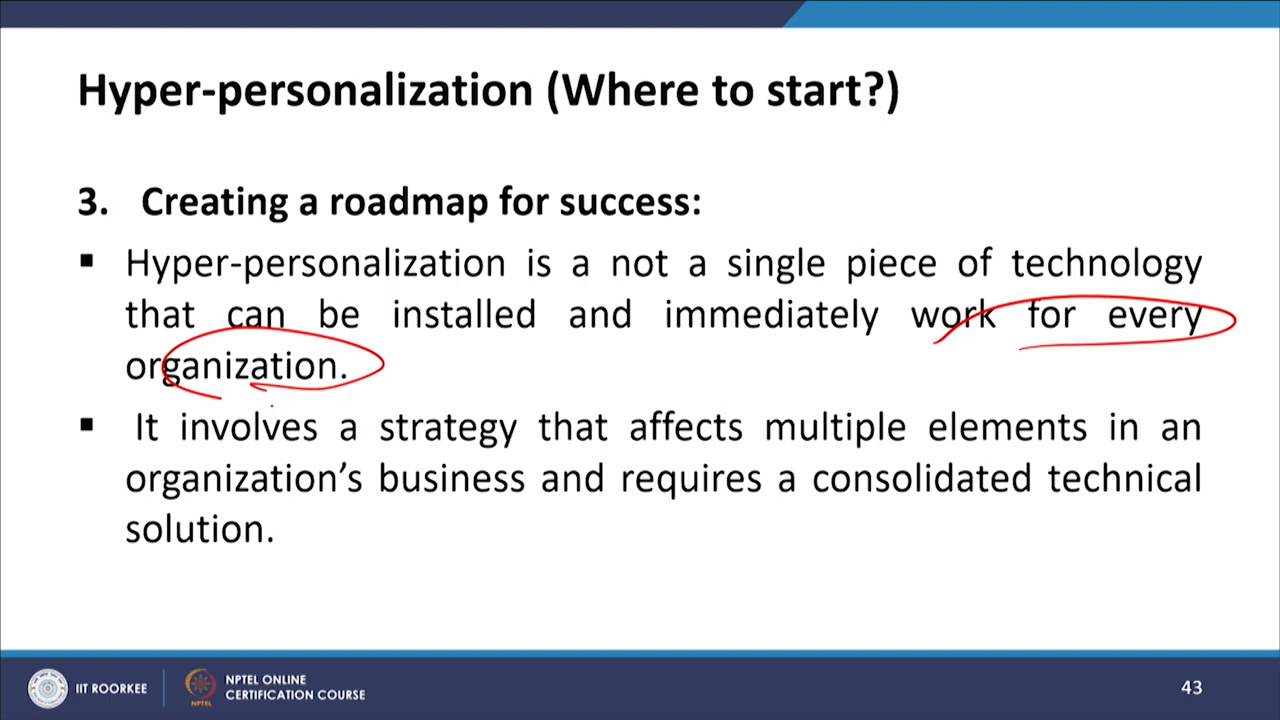 Hyper-personalization (Where to start?)
3. Creating a roadmap for success:
▪ Hyper-personalization is a not a single piece of technology
that can be installed and immediately work for every
organization.
▪ It involves a strategy that affects multiple elements in an
organization’s business and requires a consolidated technical
solution.
IIT ROORKEE
NPTEL
NPTEL ONLINE
CERTIFICATION COURSE
43